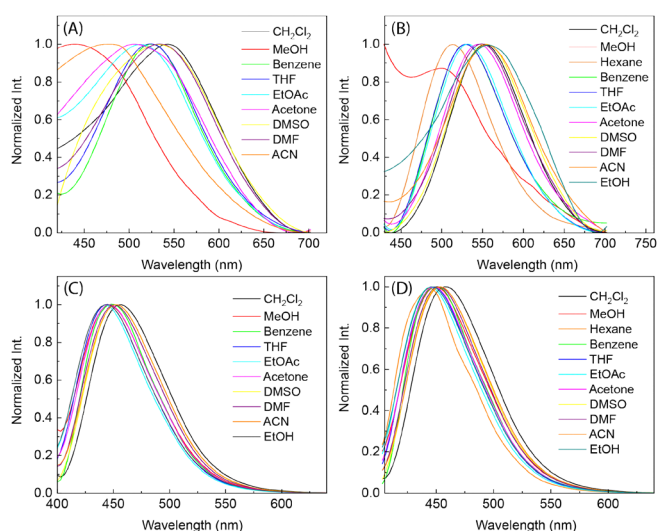 (A)
CH2Cl2
MeOH
Benzene
THF
EtOAc
Acetone
DMSO
DMF
ACN
Normalized Int.
1.0
0.8
0.6
0.4
0.2
0.0
450 500 550 600 650 700
Wavelength (nm)
(B)
CH2Cl2
MeOH
Hexane
Benzene
THF
EtOAc
Acetone
DMSO
DMF
ACN
EtOH
Normalized Int.
1.0
0.8
0.6
0.4
0.2
0.0
450 500 550 600 650 700 750
Wavelength (nm)
(C)
CH2Cl2
MeOH
Benzene
THF
EtOAc
Acetone
DMSO
DMF
ACN
EtOH
Normalized Int.
1.0
0.8
0.6
0.4
0.2
0.0
400 450 500 550 600
Wavelength (nm)
(D)
CH2Cl2
MeOH
Hexane
Benzene
THF
EtOAc
Acetone
DMSO
DMF
ACN
EtOH
Normalized Int.
1.0
0.8
0.6
0.4
0.2
0.0
400 450 500 550 600
Wavelength (nm)